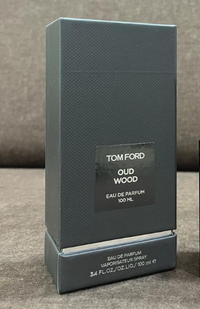 TOM FORD
OUD
WOOD
EAU DE PARFUM
100 ML
EAU DE PARFUM
VAPORISATEUR SPRAY
3.4 FL.OZ./OZ.LIQ./ 100 ml ℮